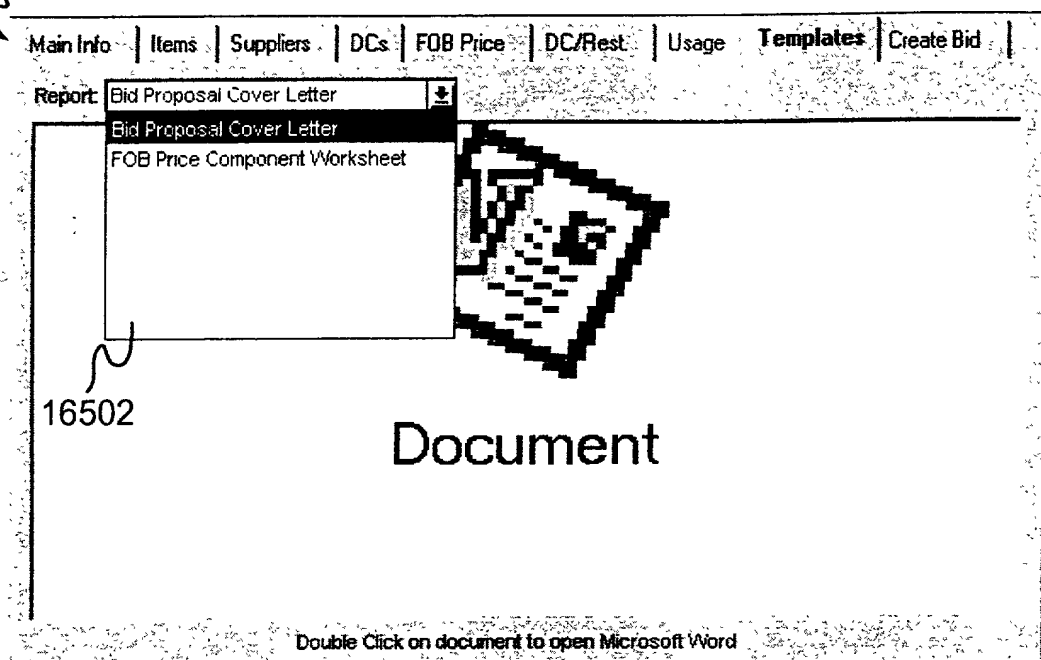 Main Info Items Suppliers DCs FOB Price DC/Rest. Usage Templates Create Bid
Report: Bid Proposal Cover Letter
Bid Proposal Cover Letter
FOB Price Component Worksheet
16502
Document
Double Click on document to open Microsoft Word